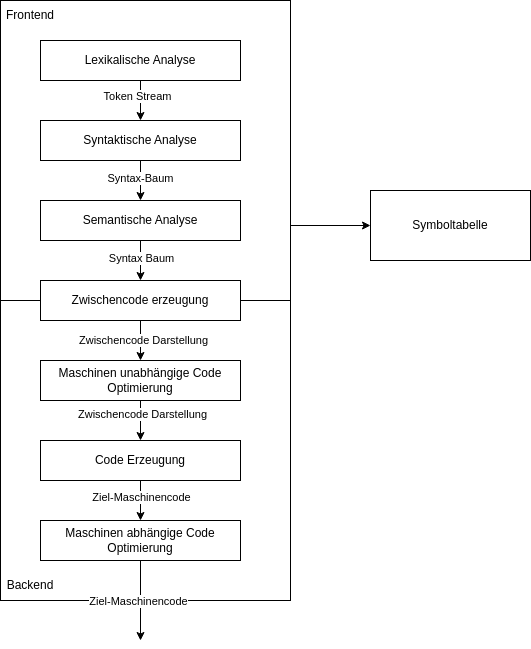 Frontend
Lexikalische Analyse
Token Stream
Syntaktische Analyse
Syntax-Baum
Semantische Analyse
Symboltabelle
Syntax Baum
Zwischencode erzeugung
Zwischencode Darstellung
Maschinen unabhängige Code
Optimierung
Zwischencode Darstellung
Code Erzeugung
Ziel-Maschinencode
Maschinen abhängige Code
Optimierung
Backend
Ziel-Maschinencode